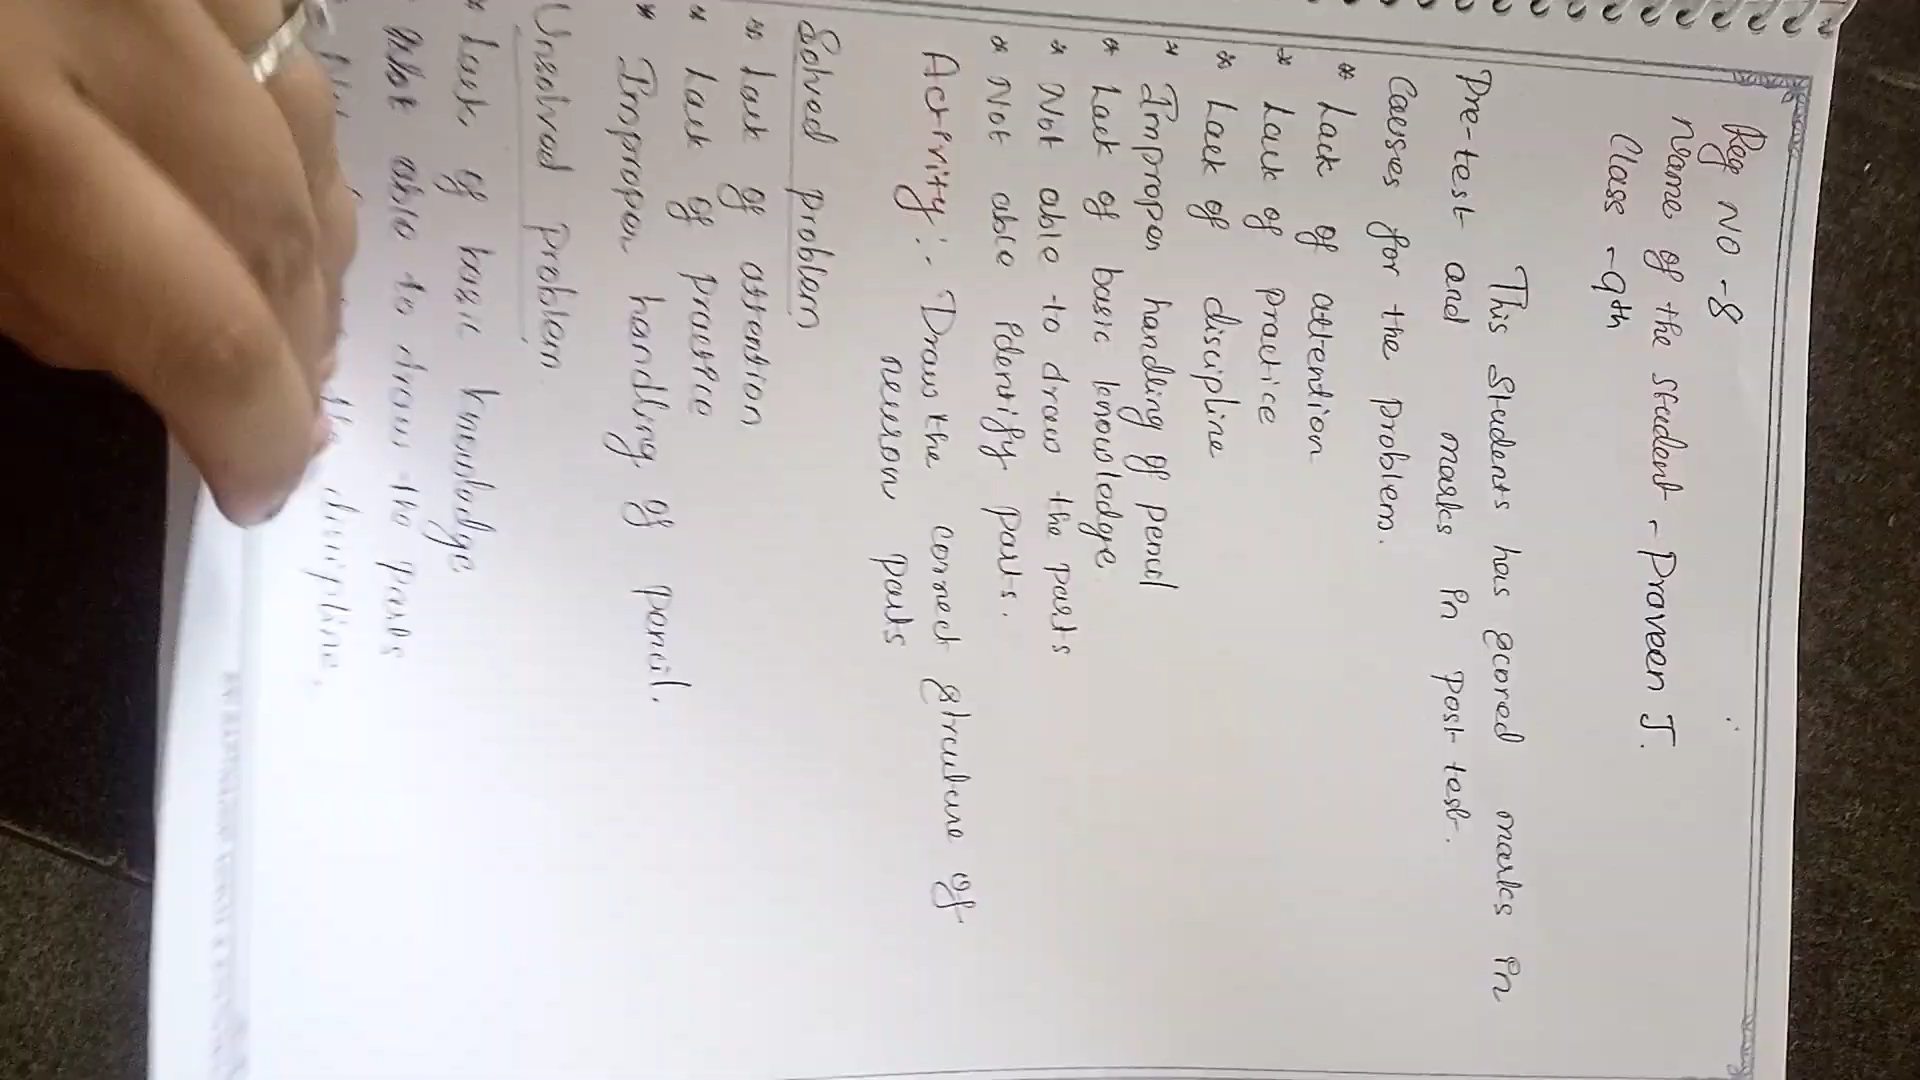 Reg No - 8
Name of the student - Praveen J.
Class - 9th
This Students has scored marks in
Pre-test and marks in post-test.
Causes for the problem.
* Lack of attention
* Lack of practice
* Lack of discipline
* Improper handling of pencil
* Lack of basic knowledge
* Not able to draw the parts
* Not able identify parts.
Activity:- Draw the correct structure of
neuron parts
Solved problem
* Lack of attention
* Lack of practice
* Improper handling of pencil.
Unsolved problem
* Lack of basic knowledge
Not able to draw the parts
the discipline.